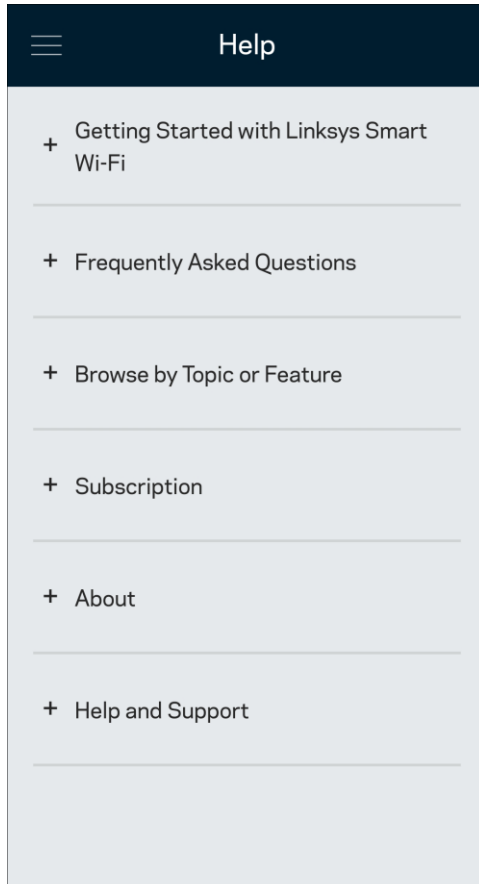 Help
+ Getting Started with Linksys Smart
Wi-Fi
+ Frequently Asked Questions
+ Browse by Topic or Feature
+ Subscription
+ About
+ Help and Support